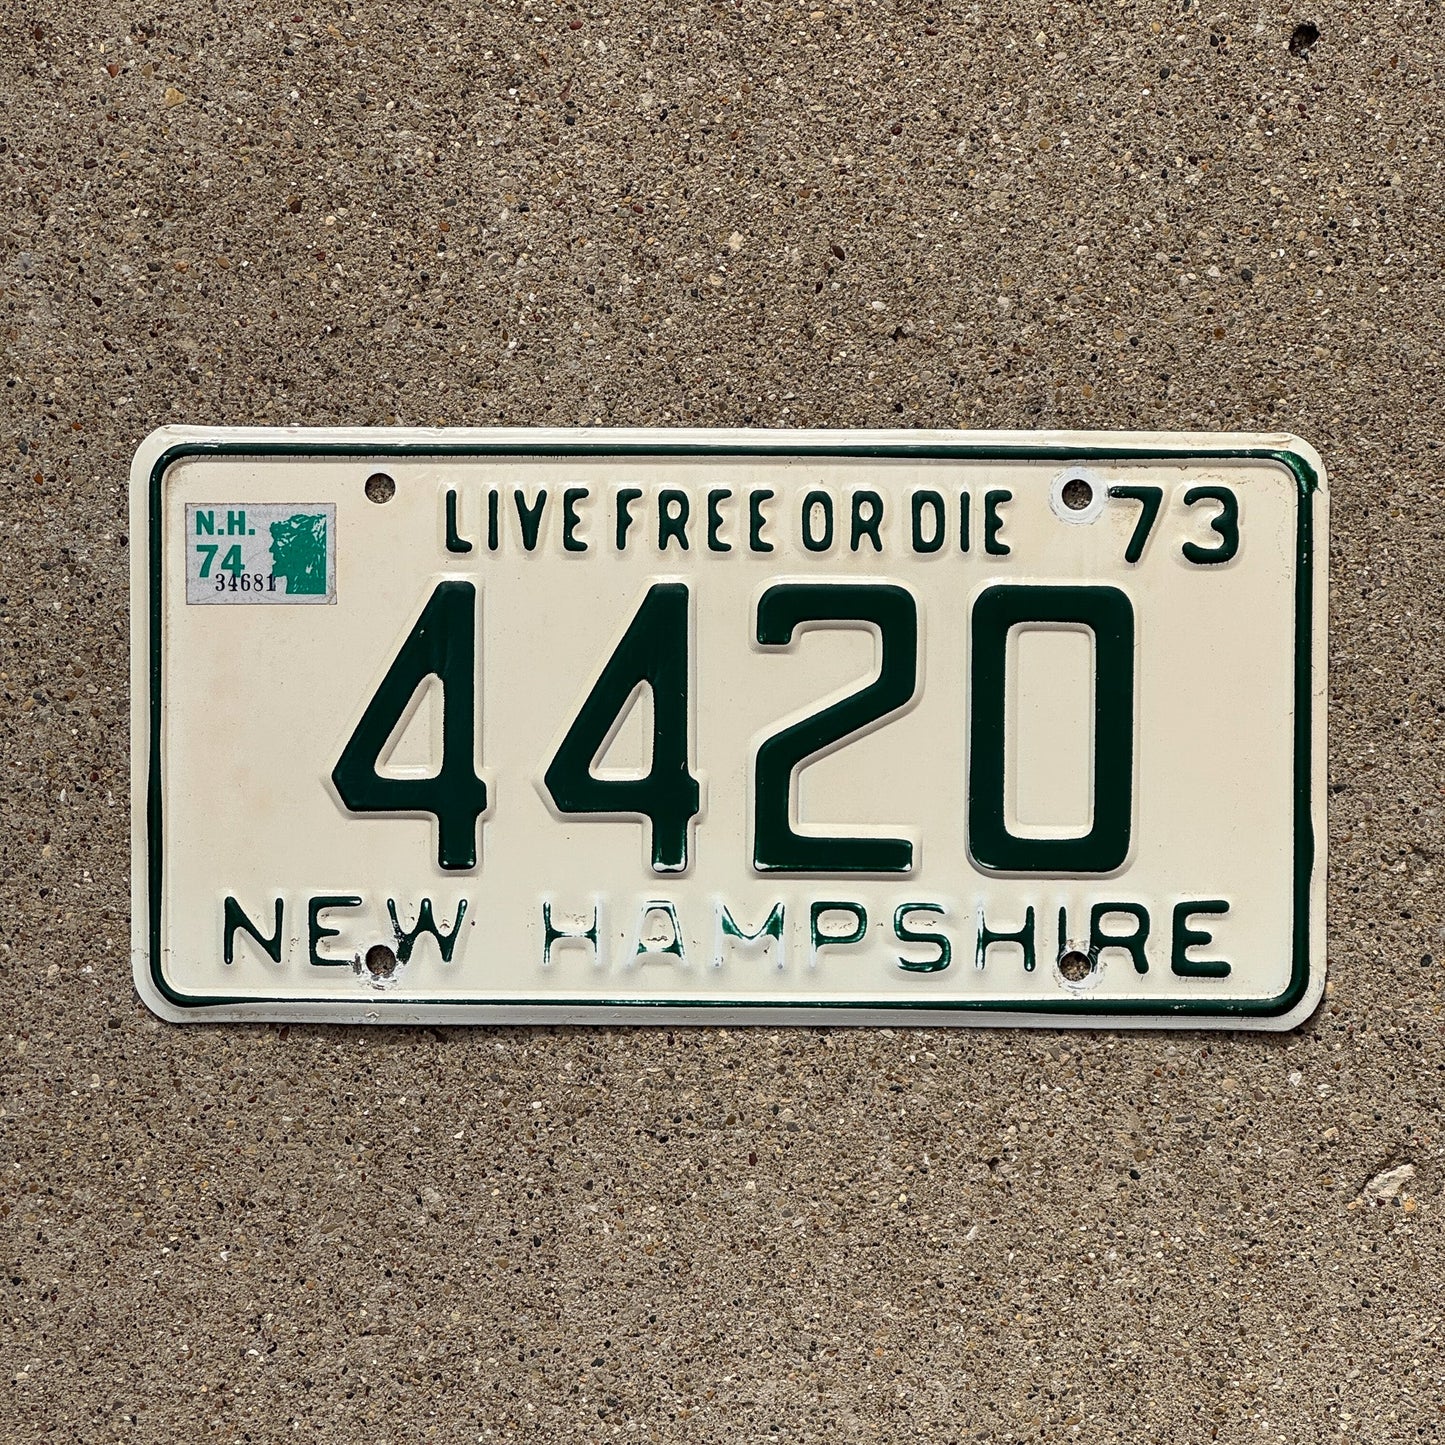 LIVE FREE OR DIE 73
N.H.
74
34681
4420
NEW HAMPSHIRE